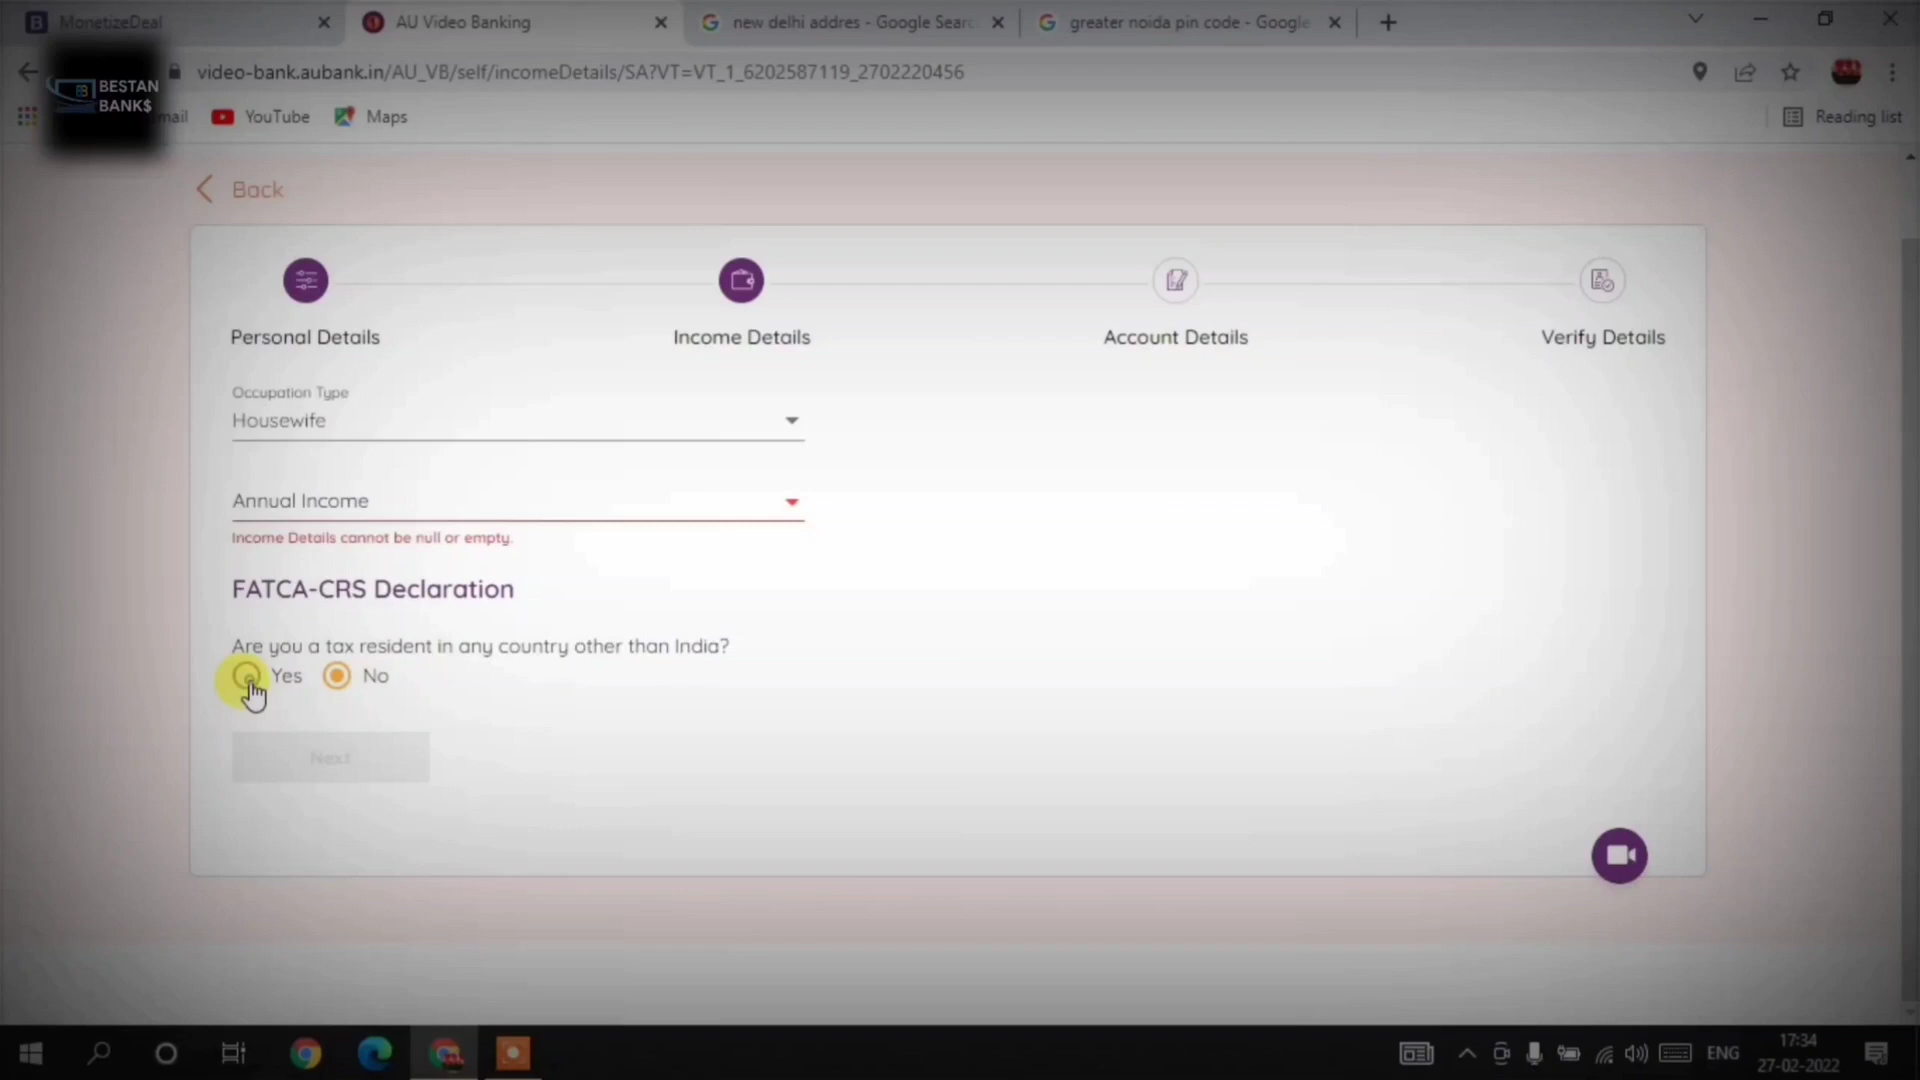 MonetizeDeal
AU Video Banking
new delhi addres - Google Sear
greater noida pin code - Google
video-bank.aubank.in/AU_VB/self/incomeDetails/SA?VT=VT_1_6202587119_2702220456
BESTAN
BANK$
mail
YouTube
Maps
Reading list
Back
Personal Details
Income Details
Account Details
Verify Details
Occupation Type
Housewife
Annual Income
Income Details cannot be null or empty.
FATCA-CRS Declaration
Are you a tax resident in any country other than India?
Yes
No
Next
ENG
17:34
27-02-2022